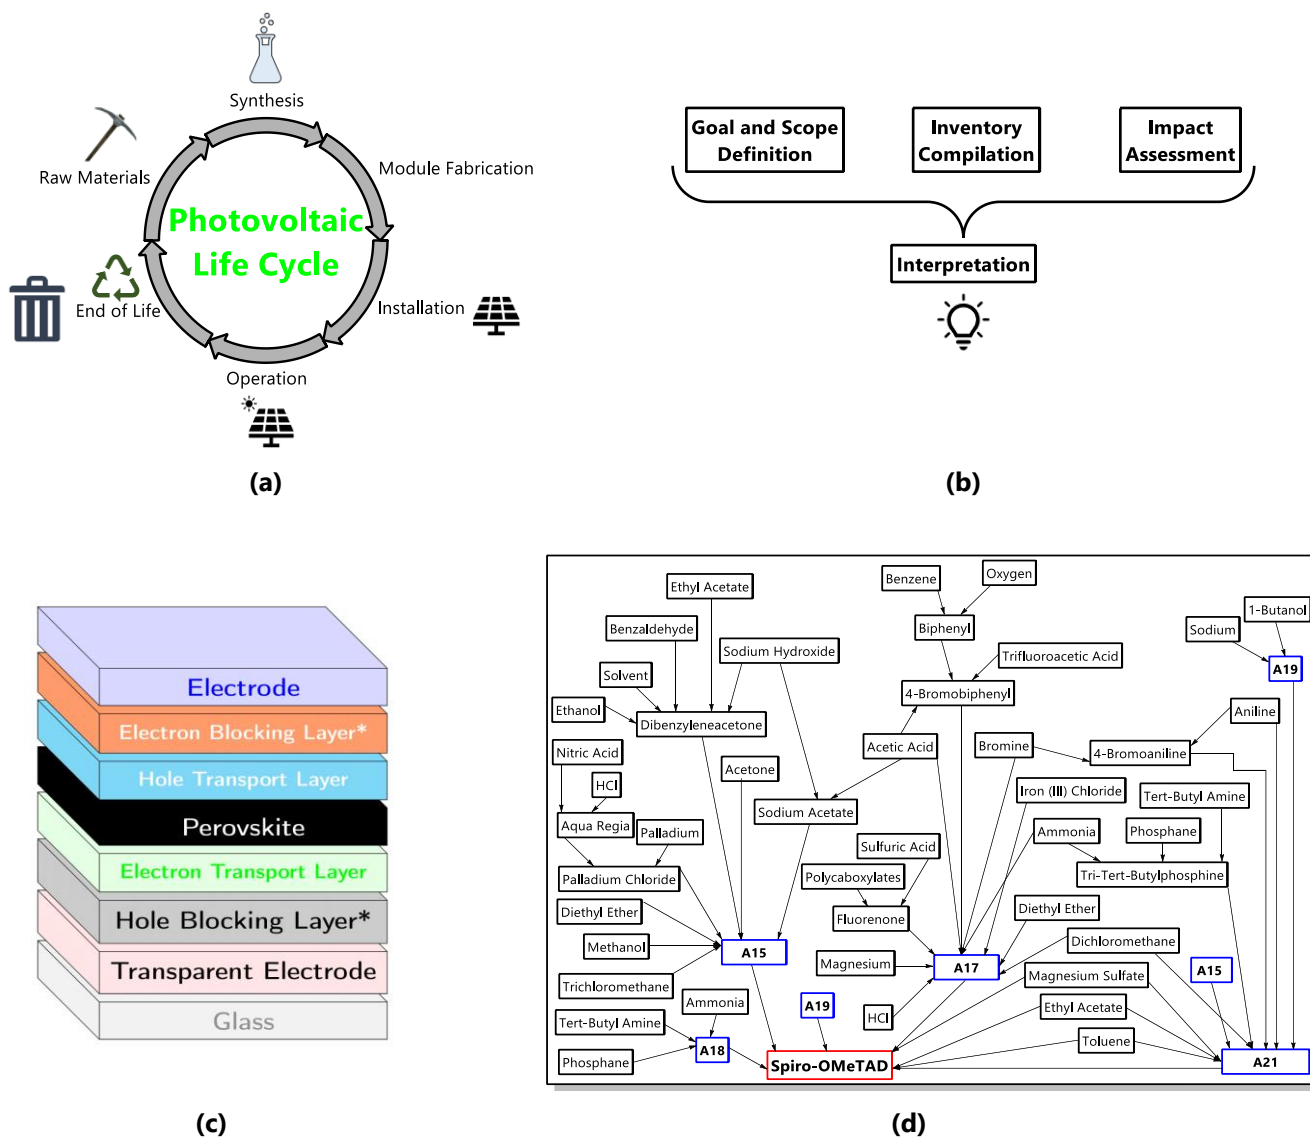 Synthesis
Raw Materials
Module Fabrication
Photovoltaic
Life Cycle
End of Life
Installation
Operation
(a)
Goal and Scope
Definition
Inventory
Compilation
Impact
Assessment
Interpretation
(b)
Electrode
Electron Blocking Layer*
Hole Transport Layer
Perovskite
Electron Transport Layer
Hole Blocking Layer*
Transparent Electrode
Glass
(c)
Ethyl Acetate
Benzene
Oxygen
1-Butanol
Benzaldehyde
Biphenyl
Sodium
Sodium Hydroxide
Trifluoroacetic Acid
A19
Solvent
4-Bromobiphenyl
Ethanol
Dibenzyleneacetone
Aniline
Nitric Acid
Acetic Acid
Bromine
4-Bromoaniline
Acetone
HCl
Iron (III) Chloride
Tert-Butyl Amine
Sodium Acetate
Aqua Regia
Palladium
Ammonia
Phosphane
Sulfuric Acid
Palladium Chloride
Polycaboxylates
Tri-Tert-Butylphosphine
Diethyl Ether
Fluorenone
Diethyl Ether
Methanol
A15
Dichloromethane
Magnesium
A17
Magnesium Sulfate
A15
Trichloromethane
Ammonia
A19
HCl
Ethyl Acetate
Tert-Butyl Amine
A18
Toluene
Phosphane
Spiro-OMeTAD
A21
(d)